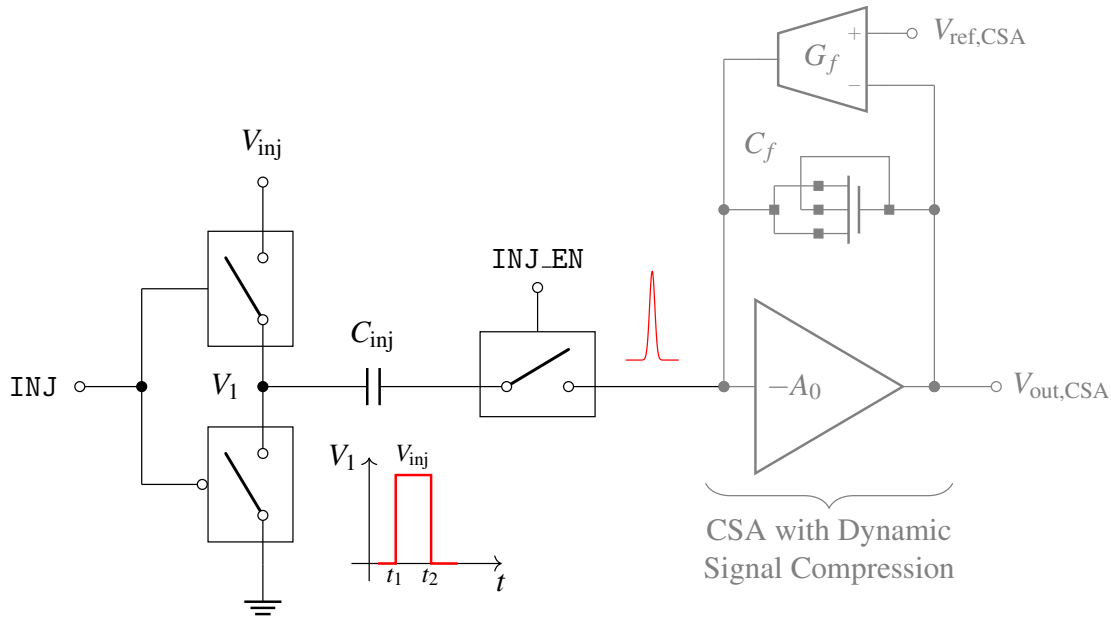 G_f
+
−
V_ref,CSA
C_f
V_inj
INJ_EN
C_inj
INJ
V_1
−A_0
V_out,CSA
V_1
V_inj
t_1
t_2
t
CSA with Dynamic
Signal Compression